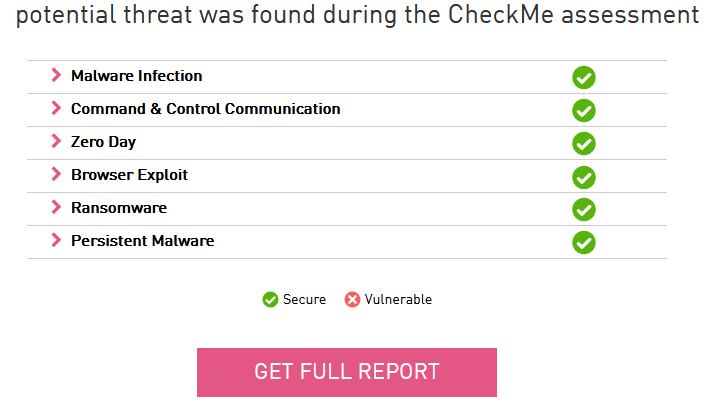 potential threat was found during the CheckMe assessment
Malware Infection
Command & Control Communication
Zero Day
Browser Exploit
Ransomware
Persistent Malware
Secure Vulnerable
GET FULL REPORT